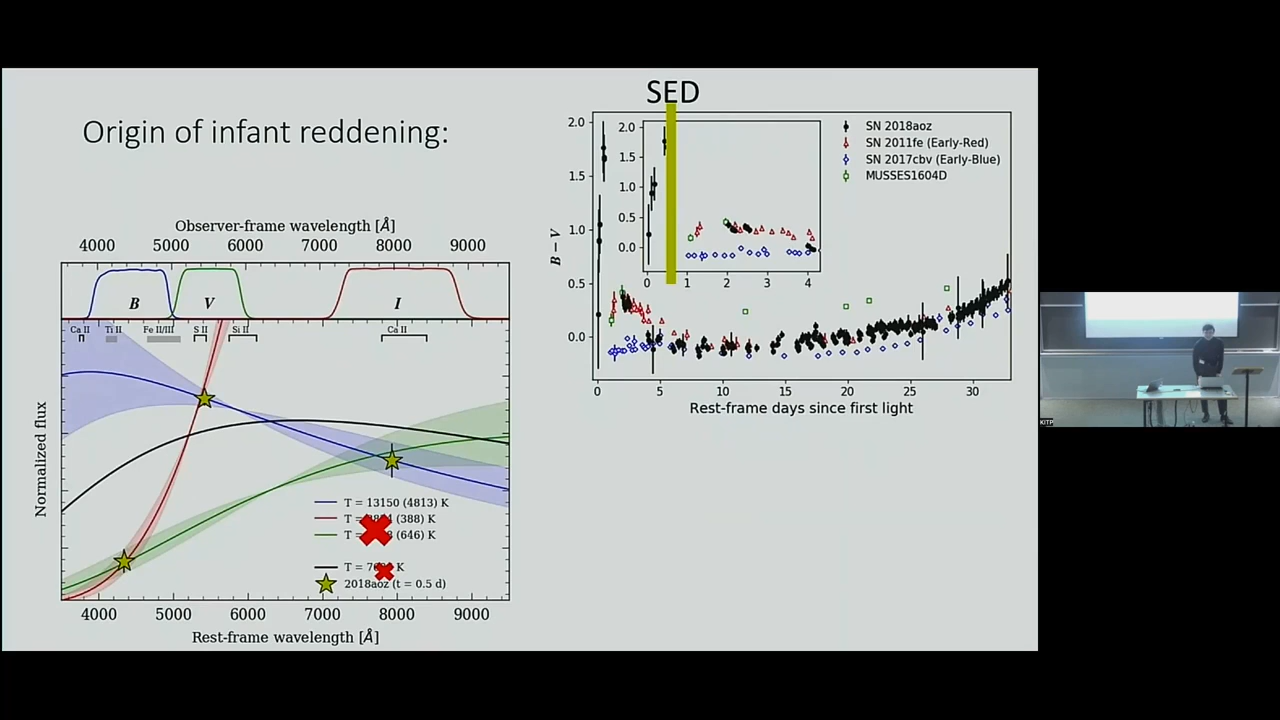 SED
Origin of infant reddening:
Observer-frame wavelength [Å]
4000 5000 6000 7000 8000 9000
B V I
Ca II Ti II Fe II/III S II Si II Ca II
Normalized flux
T = 13150 (4813) K
(388) K
(646) K
K
2018aoz (t = 0.5 d)
4000 5000 6000 7000 8000 9000
Rest-frame wavelength [Å]
2.0
1.5
1.0
0.5
0.0
B − V
2.0
1.5
1.0
0.5
0.0
0 1 2 3 4
SN 2018aoz
SN 2011fe (Early-Red)
SN 2017cbv (Early-Blue)
MUSSES1604D
0 5 10 15 20 25 30
Rest-frame days since first light
KITP